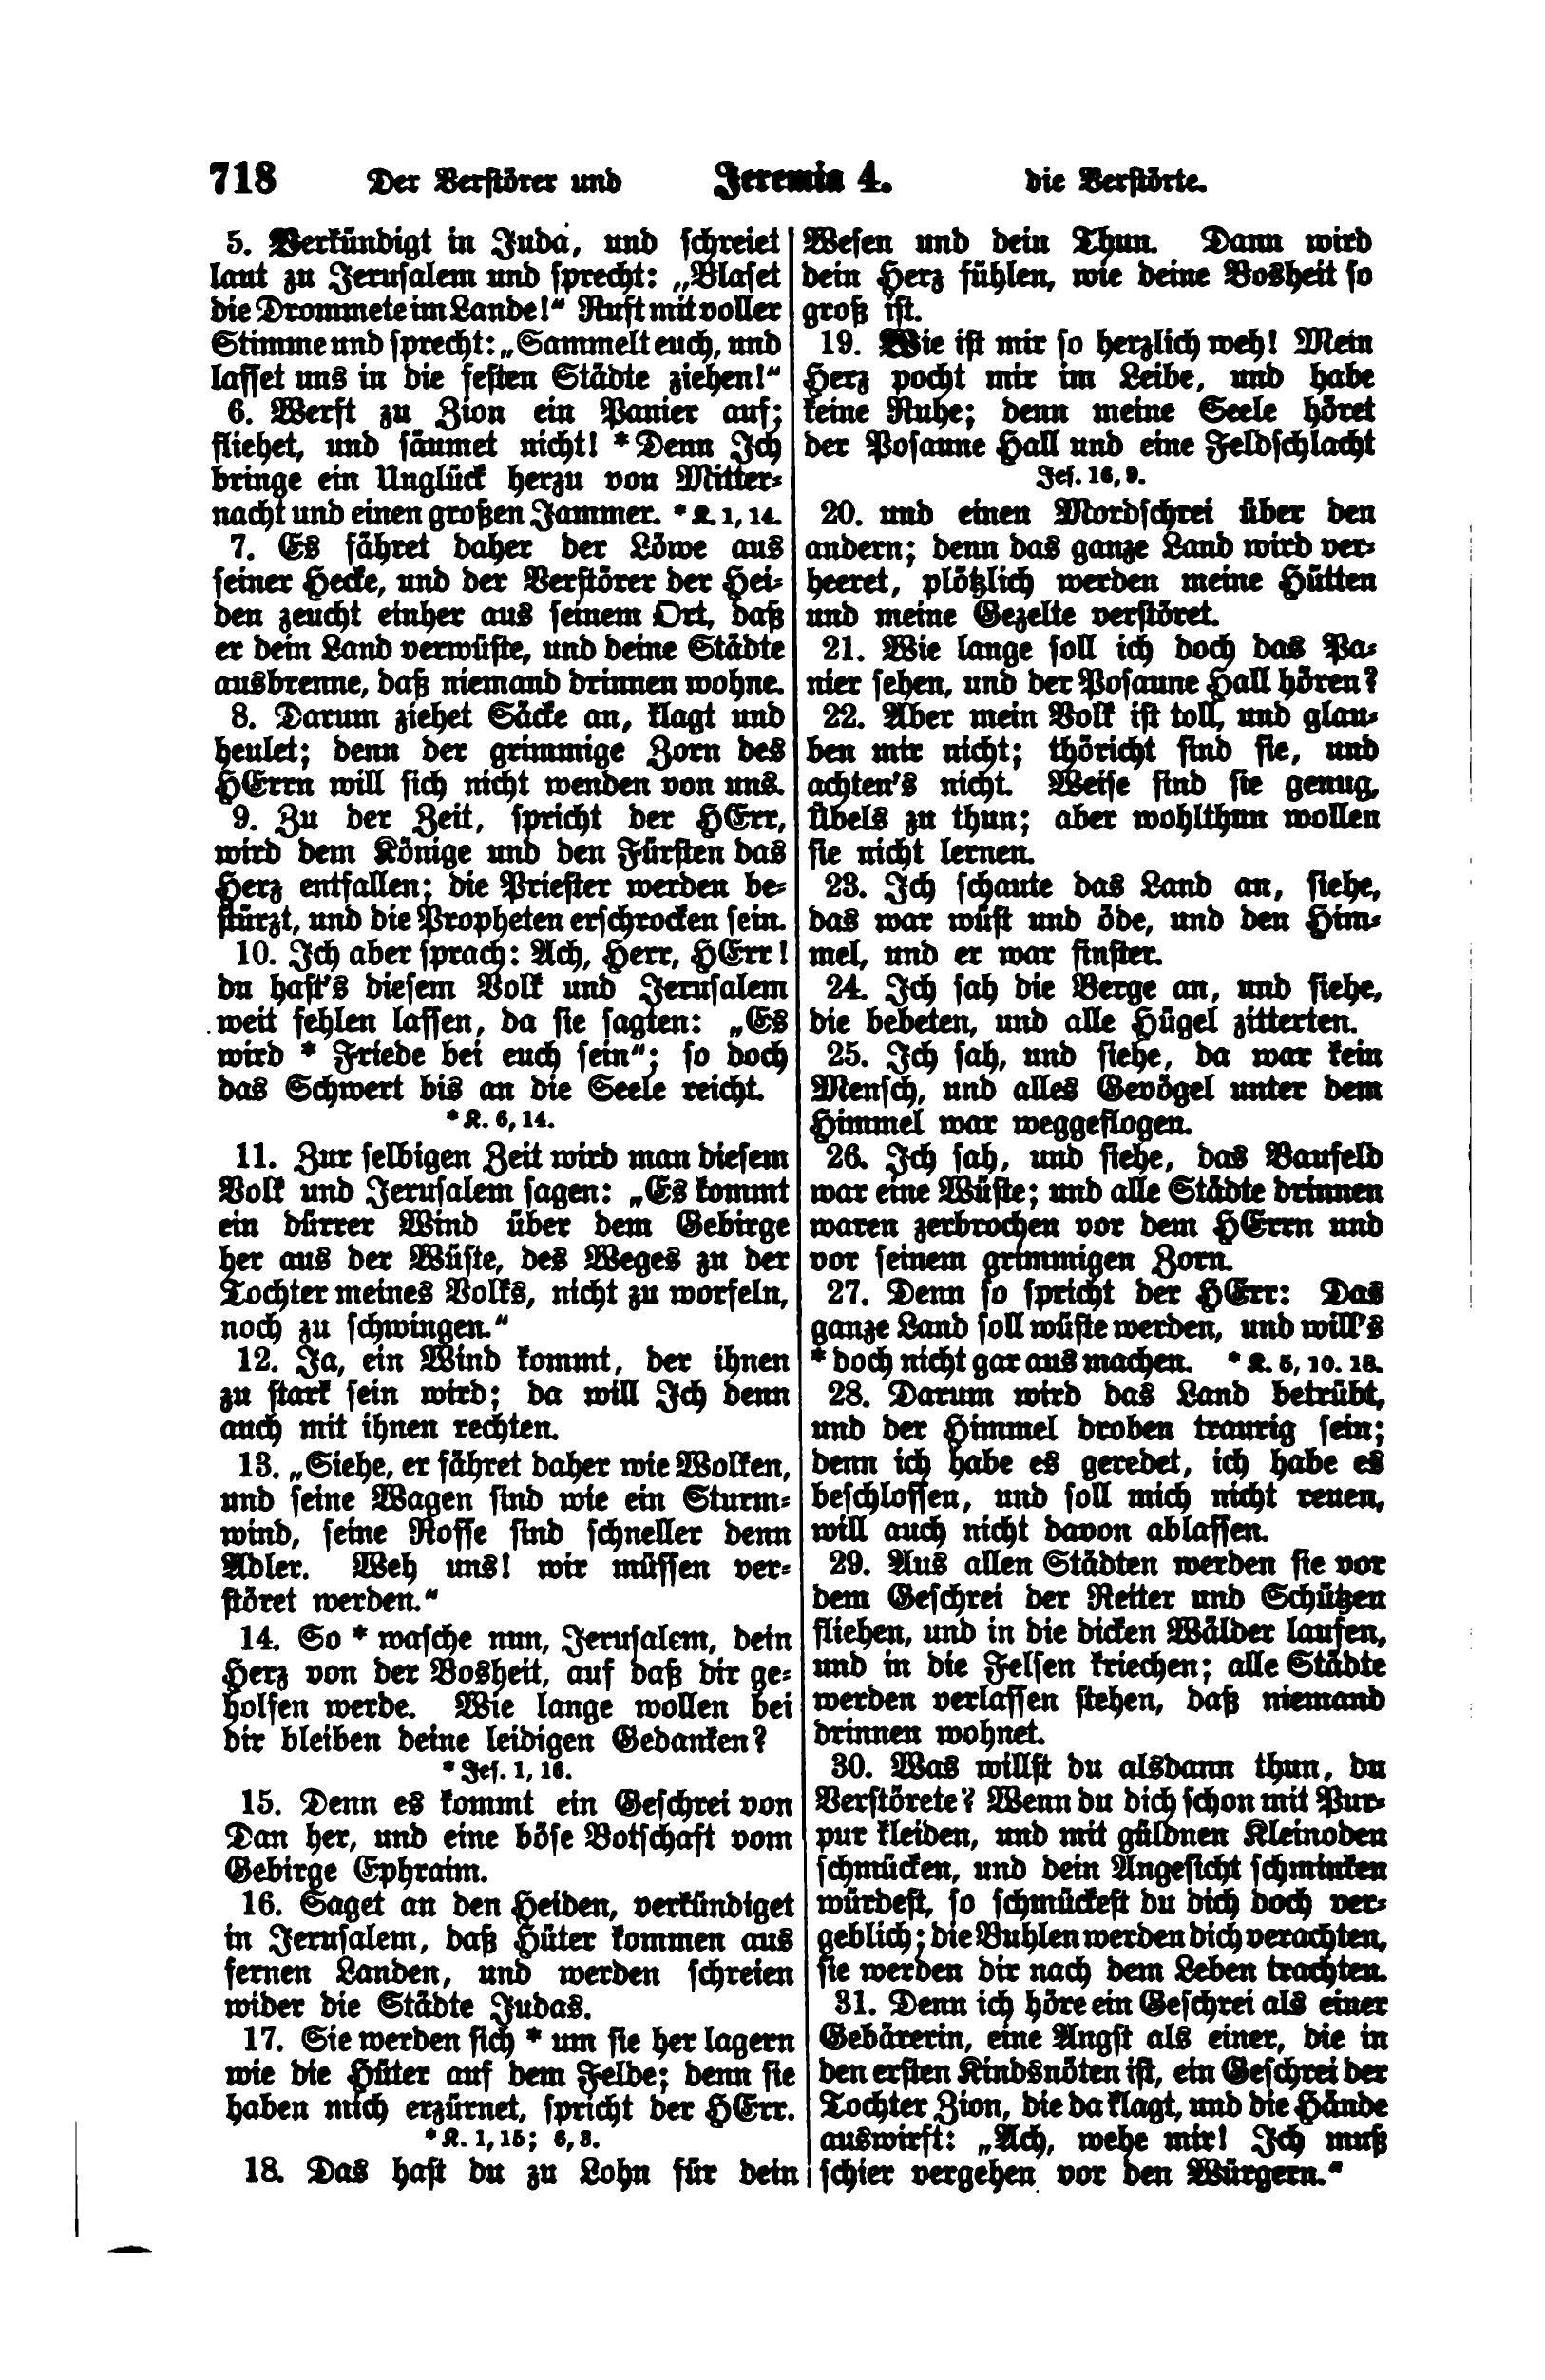 718 Der Verstörer und Jeremia 4. die Verstörte.
5. Verkündigt in Juda, und schreiet
laut zu Jerusalem und sprecht: „Blaset
die Drommete im Lande!“ Ruft mit voller
Stimme und sprecht: „Sammelt euch, und
lasset uns in die festen Städte ziehen!“
6. Werft zu Zion ein Panier auf;
fliehet, und säumet nicht! * Denn Ich
bringe ein Unglück herzu von Mitter-
nacht und einen großen Jammer. * K. 1, 14.
7. Es fähret daher der Löwe aus
seiner Hecke, und der Verstörer der Hei-
den zeucht einher aus seinem Ort, daß
er dein Land verwüste, und deine Städte
ausbrenne, daß niemand drinnen wohne.
8. Darum ziehet Säcke an, klagt und
heulet; denn der grimmige Zorn des
HErrn will sich nicht wenden von uns.
9. Zu der Zeit, spricht der HErr,
wird dem Könige und den Fürsten das
Herz entfallen; die Priester werden be-
stürzt, und die Propheten erschrocken sein.
10. Ich aber sprach: Ach, Herr, HErr!
du hast's diesem Volk und Jerusalem
weit fehlen lassen, da sie sagten: „Es
wird * Friede bei euch sein“; so doch
das Schwert bis an die Seele reicht.
* K. 6, 14.
11. Zur selbigen Zeit wird man diesem
Volk und Jerusalem sagen: „Es kommt
ein dürrer Wind über dem Gebirge
her aus der Wüste, des Weges zu der
Tochter meines Volks, nicht zu worfeln,
noch zu schwingen.“
12. Ja, ein Wind kommt, der ihnen
zu stark sein wird; da will Ich denn
auch mit ihnen rechten.
13. „Siehe, er fähret daher wie Wolken,
und seine Wagen sind wie ein Sturm-
wind, seine Rosse sind schneller denn
Adler. Weh uns! wir müssen ver-
störet werden.“
14. So * wasche nun, Jerusalem, dein
Herz von der Bosheit, auf daß dir ge-
holfen werde. Wie lange wollen bei
dir bleiben deine leidigen Gedanken?
* Jes. 1, 16.
15. Denn es kommt ein Geschrei von
Dan her, und eine böse Botschaft vom
Gebirge Ephraim.
16. Saget an den Heiden, verkündiget
in Jerusalem, daß Hüter kommen aus
fernen Landen, und werden schreien
wider die Städte Judas.
17. Sie werden sich * um sie her lagern
wie die Hüter auf dem Felde; denn sie
haben mich erzürnet, spricht der HErr.
* K. 1, 15; 6, 3.
18. Das hast du zu Lohn für dein
Wesen und dein Thun. Dann wird
dein Herz fühlen, wie deine Bosheit so
groß ist.
19. Wie ist mir so herzlich weh! Mein
Herz pocht mir im Leibe, und habe
keine Ruhe; denn meine Seele höret
der Posaune Hall und eine Feldschlacht
Jes. 16, 9.
20. und einen Mordschrei über den
andern; denn das ganze Land wird ver-
heeret, plötzlich werden meine Hütten
und meine Gezelte verstöret.
21. Wie lange soll ich doch das Pa-
nier sehen, und der Posaune Hall hören?
22. Aber mein Volk ist toll, und glau-
ben mir nicht; thöricht sind sie, und
achten's nicht. Weise sind sie genug,
Übels zu thun; aber wohlthun wollen
sie nicht lernen.
23. Ich schaute das Land an, siehe,
das war wüst und öde, und den Him-
mel, und er war finster.
24. Ich sah die Berge an, und siehe,
die bebeten, und alle Hügel zitterten.
25. Ich sah, und siehe, da war kein
Mensch, und alles Gevögel unter dem
Himmel war weggeflogen.
26. Ich sah, und siehe, das Baufeld
war eine Wüste; und alle Städte drinnen
waren zerbrochen vor dem HErrn und
vor seinem grimmigen Zorn.
27. Denn so spricht der HErr: Das
ganze Land soll wüste werden, und will's
* doch nicht gar aus machen. * K. 5, 10. 18.
28. Darum wird das Land betrübt,
und der Himmel droben traurig sein;
denn ich habe es geredet, ich habe es
beschlossen, und soll mich nicht reuen,
will auch nicht davon ablassen.
29. Aus allen Städten werden sie vor
dem Geschrei der Reiter und Schützen
fliehen, und in die dicken Wälder laufen,
und in die Felsen kriechen; alle Städte
werden verlassen stehen, daß niemand
drinnen wohnet.
30. Was willst du alsdann thun, du
Verstörete? Wenn du dich schon mit Pur-
pur kleiden, und mit güldnen Kleinoden
schmücken, und dein Angesicht schminken
würdest, so schmückest du dich doch ver-
geblich; die Buhlen werden dich verachten,
sie werden dir nach dem Leben trachten.
31. Denn ich höre ein Geschrei als einer
Gebärerin, eine Angst als einer, die in
den ersten Kindsnöten ist, ein Geschrei der
Tochter Zion, die da klagt, und die Hände
auswirft: „Ach, wehe mir! Ich muß
schier vergehen vor den Würgern.“